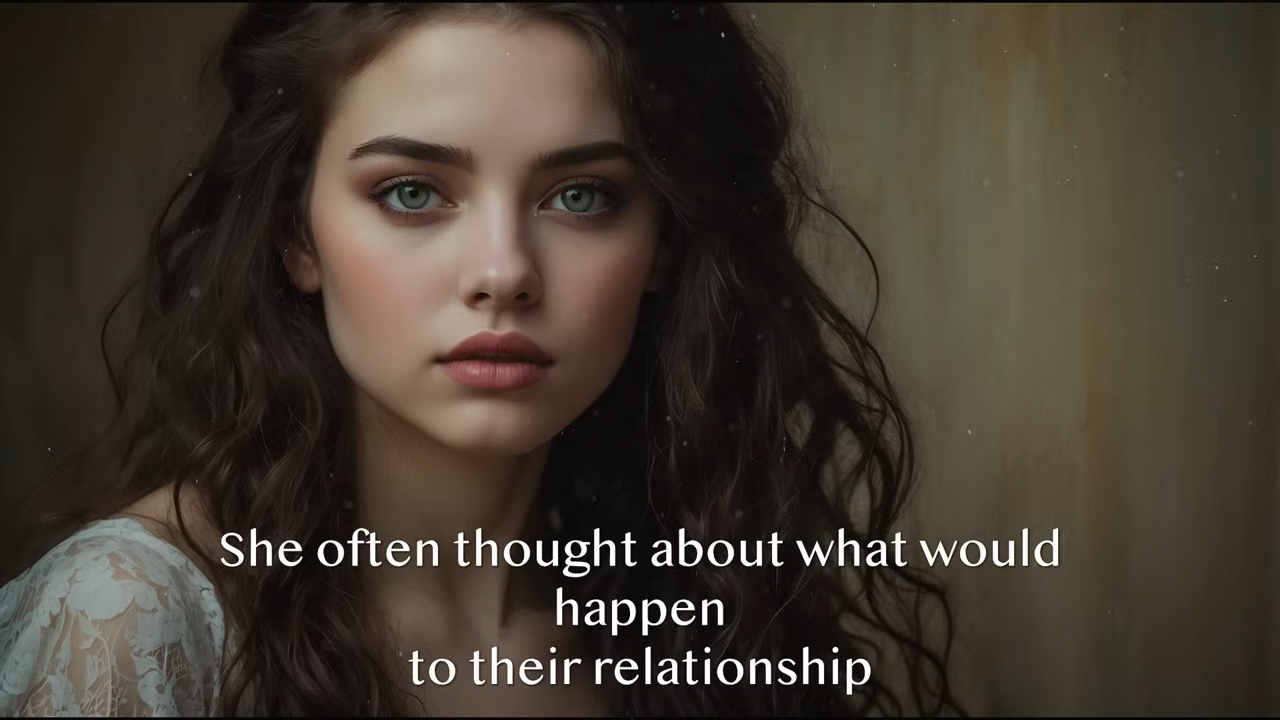 She often thought about what would
happen
to their relationship